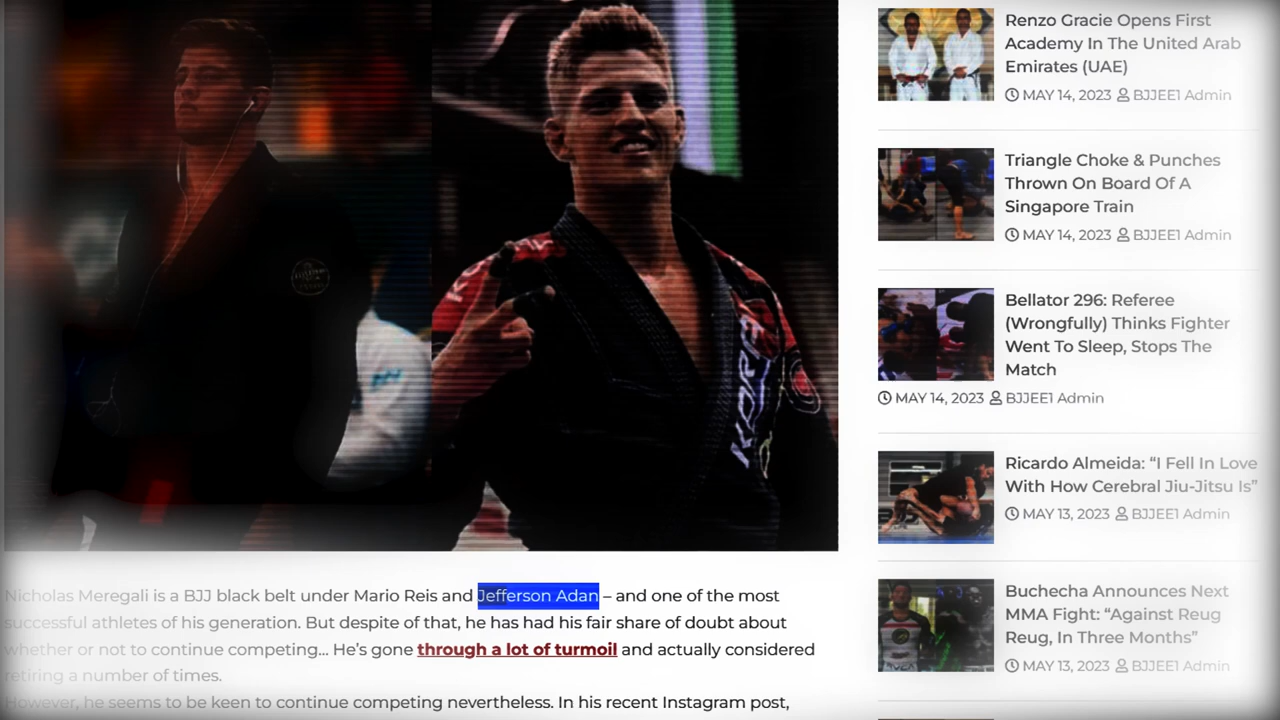 KORE
Nicholas Meregali is a BJJ black belt under Mario Reis and Jefferson Adan – and one of the most
successful athletes of his generation. But despite of that, he has had his fair share of doubt about
whether or not to continue competing... He's gone through a lot of turmoil and actually considered
retiring a number of times.
However, he seems to be keen to continue competing nevertheless. In his recent Instagram post,
Renzo Gracie Opens First
Academy In The United Arab
Emirates (UAE)
MAY 14, 2023 BJJEE1 Admin
Triangle Choke & Punches
Thrown On Board Of A
Singapore Train
MAY 14, 2023 BJJEE1 Admin
Bellator 296: Referee
(Wrongfully) Thinks Fighter
Went To Sleep, Stops The
Match
MAY 14, 2023 BJJEE1 Admin
Ricardo Almeida: “I Fell In Love
With How Cerebral Jiu-Jitsu Is”
MAY 13, 2023 BJJEE1 Admin
Buchecha Announces Next
MMA Fight: “Against Reug
Reug, In Three Months”
MAY 13, 2023 BJJEE1 Admin